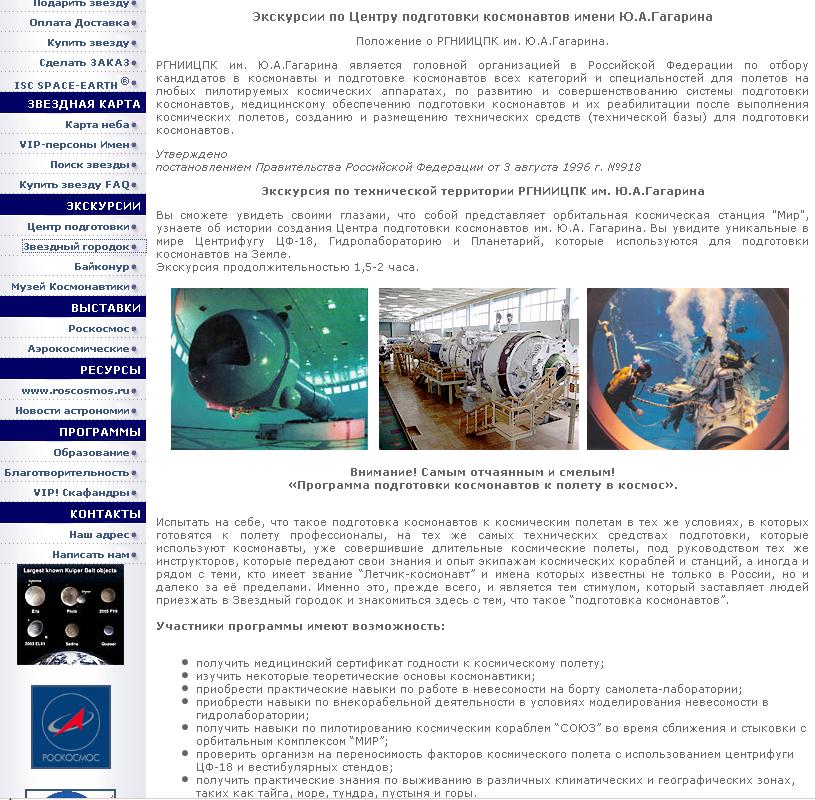 Подарить звезду
Оплата Доставка
Купить звезду
Сделать ЗАКАЗ
ISC SPACE-EARTH ®
ЗВЕЗДНАЯ КАРТА
Карта неба
VIP-персоны Имен
Поиск звезды
Купить звезду FAQ
ЭКСКУРСИИ
Центр подготовки
Звездный городок
Байконур
Музей Космонавтики
ВЫСТАВКИ
Роскосмос
Аэрокосмические
РЕСУРСЫ
www.roscosmos.ru
Новости астрономии
ПРОГРАММЫ
Образование
Благотворительность
VIP! Скафандры
КОНТАКТЫ
Наш адрес
Написать нам
Largest known Kuiper Belt objects
Eris Pluto 2005 FY9
2003 EL61 Sedna Quaoar
РОСКОСМОС
Экскурсии по Центру подготовки космонавтов имени Ю.А.Гагарина
Положение о РГНИИЦПК им. Ю.А.Гагарина.
РГНИИЦПК им. Ю.А.Гагарина является головной организацией в Российской Федерации по отбору
кандидатов в космонавты и подготовке космонавтов всех категорий и специальностей для полетов на
любых пилотируемых космических аппаратах, по развитию и совершенствованию системы подготовки
космонавтов, медицинскому обеспечению подготовки космонавтов и их реабилитации после выполнения
космических полетов, созданию и размещению технических средств (технической базы) для подготовки
космонавтов.
Утверждено
постановлением Правительства Российской Федерации от 3 августа 1996 г. №918
Экскурсия по технической территории РГНИИЦПК им. Ю.А.Гагарина
Вы сможете увидеть своими глазами, что собой представляет орбитальная космическая станция "Мир",
узнаете об истории создания Центра подготовки космонавтов им. Ю.А. Гагарина. Вы увидите уникальные в
мире Центрифугу ЦФ-18, Гидролабораторию и Планетарий, которые используются для подготовки
космонавтов на Земле.
Экскурсия продолжительностью 1,5-2 часа.
Внимание! Самым отчаянным и смелым!
«Программа подготовки космонавтов к полету в космос».
Испытать на себе, что такое подготовка космонавтов к космическим полетам в тех же условиях, в которых
готовятся к полету профессионалы, на тех же самых технических средствах подготовки, которые
используют космонавты, уже совершившие длительные космические полеты, под руководством тех же
инструкторов, которые передают свои знания и опыт экипажам космических кораблей и станций, а иногда и
рядом с теми, кто имеет звание “Летчик-космонавт” и имена которых известны не только в России, но и
далеко за её пределами. Именно это, прежде всего, и является тем стимулом, который заставляет людей
приезжать в Звездный городок и знакомиться здесь с тем, что такое “подготовка космонавтов”.
Участники программы имеют возможность:
получить медицинский сертификат годности к космическому полету;
изучить некоторые теоретические основы космонавтики;
приобрести практические навыки по работе в невесомости на борту самолета-лаборатории;
приобрести навыки по внекорабельной деятельности в условиях моделирования невесомости в
гидролаборатории;
получить навыки по пилотированию космическим кораблем “СОЮЗ” во время сближения и стыковки с
орбитальным комплексом “МИР”;
проверить организм на переносимость факторов космического полета с использованием центрифуги
ЦФ-18 и вестибулярных стендов;
получить практические знания по выживанию в различных климатических и географических зонах,
таких как тайга, море, тундра, пустыня и горы.